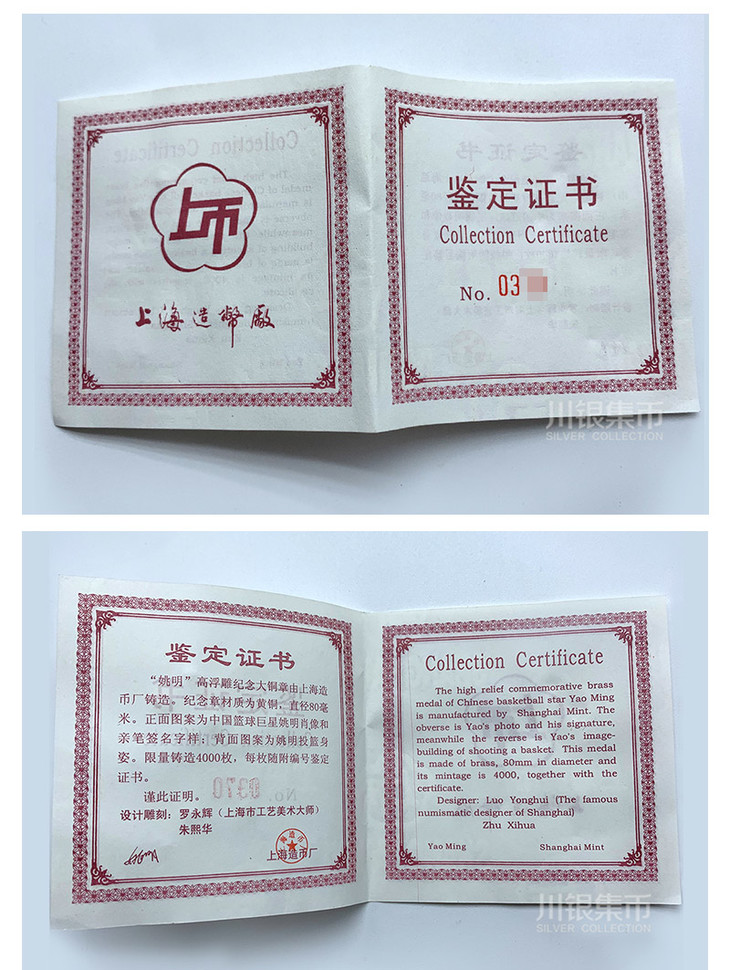 上币
上海造幣廠
鉴定证书
Collection Certificate
No. 03
川银集币
SILVER COLLECTION
鉴定证书
“姚明”高浮雕纪念大铜章由上海造
币厂铸造。纪念章材质为黄铜，直径80毫
米。正面图案为中国篮球巨星姚明肖像和
亲笔签名字样；背面图案为姚明投篮身
姿。限量铸造4000枚，每枚随附编号鉴定
证书。
谨此证明。
设计雕刻：罗永辉（上海市工艺美术大师）
朱熙华
上海造币厂
Collection Certificate
The high relief commemorative brass
medal of Chinese basketball star Yao Ming
is manufactured by Shanghai Mint. The
obverse is Yao's photo and his signature,
meanwhile the reverse is Yao's image-
building of shooting a basket. This medal
is made of brass, 80mm in diameter and
its mintage is 4000, together with the
certificate.
Designer: Luo Yonghui (The famous
numismatic designer of Shanghai)
Zhu Xihua
Yao Ming Shanghai Mint
川银集币
SILVER COLLECTION